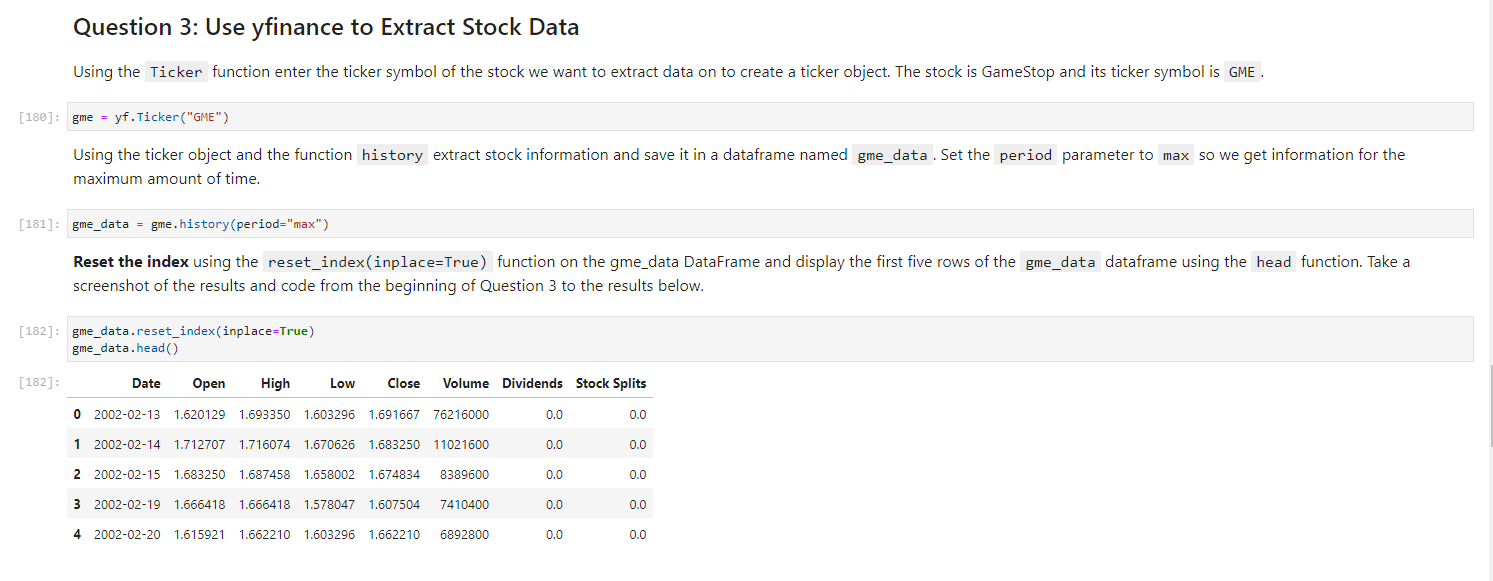 Question 3: Use yfinance to Extract Stock Data
Using the Ticker function enter the ticker symbol of the stock we want to extract data on to create a ticker object. The stock is GameStop and its ticker symbol is GME .
[180]: gme = yf.Ticker("GME")
Using the ticker object and the function history extract stock information and save it in a dataframe named gme_data . Set the period parameter to max so we get information for the
maximum amount of time.
[181]: gme_data = gme.history(period="max")
Reset the index using the reset_index(inplace=True) function on the gme_data DataFrame and display the first five rows of the gme_data dataframe using the head function. Take a
screenshot of the results and code from the beginning of Question 3 to the results below.
[182]: gme_data.reset_index(inplace=True)
gme_data.head()
[182]: Date Open High Low Close Volume Dividends Stock Splits
0 2002-02-13 1.620129 1.693350 1.603296 1.691667 76216000 0.0 0.0
1 2002-02-14 1.712707 1.716074 1.670626 1.683250 11021600 0.0 0.0
2 2002-02-15 1.683250 1.687458 1.658002 1.674834 8389600 0.0 0.0
3 2002-02-19 1.666418 1.666418 1.578047 1.607504 7410400 0.0 0.0
4 2002-02-20 1.615921 1.662210 1.603296 1.662210 6892800 0.0 0.0